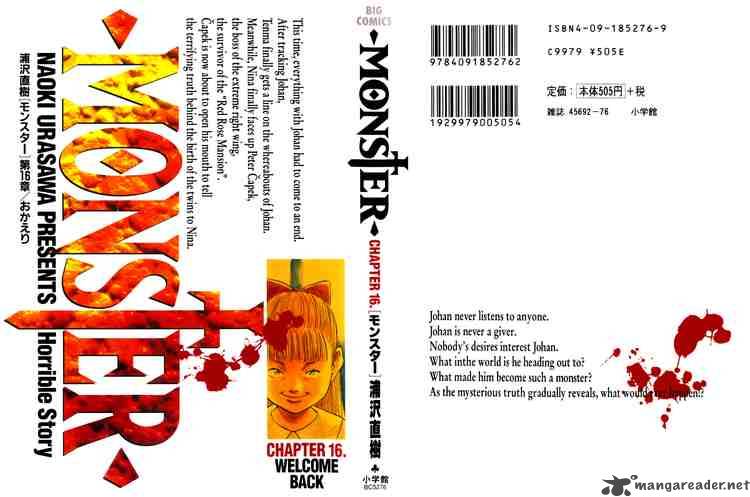 MONSTER
NAOKI URASAWA PRESENTS Horrible Story
浦沢直樹[モンスター]第16章／おかえり
This time, everything with Johan had to come to an end.
After tracking Johan,
Tenma finally gets a line on the whereabouts of Johan.
Meanwhile, Nina finally faces up Peter Čapek,
the boss of the extreme right wing,
the survivor of the "Red Rose Mansion".
Čapek is now about to open his mouth to tell
the terrifying truth behind the birth of the twins to Nina.
CHAPTER 16.
WELCOME
BACK
BIG
COMICS
MONSTER
CHAPTER 16.[モンスター]浦沢直樹
小学館
BC5276
9784091852762
1929979005054
ISBN4-09-185276-9
C9979 ¥505E
定価：本体505円+税
雑誌 45692-76 小学館
Johan never listens to anyone.
Johan is never a giver.
Nobody's desires interest Johan.
What inthe world is he heading out to?
What made him become such a monster?
As the mysterious truth gradually reveals, what would happen!?
mangareader.net